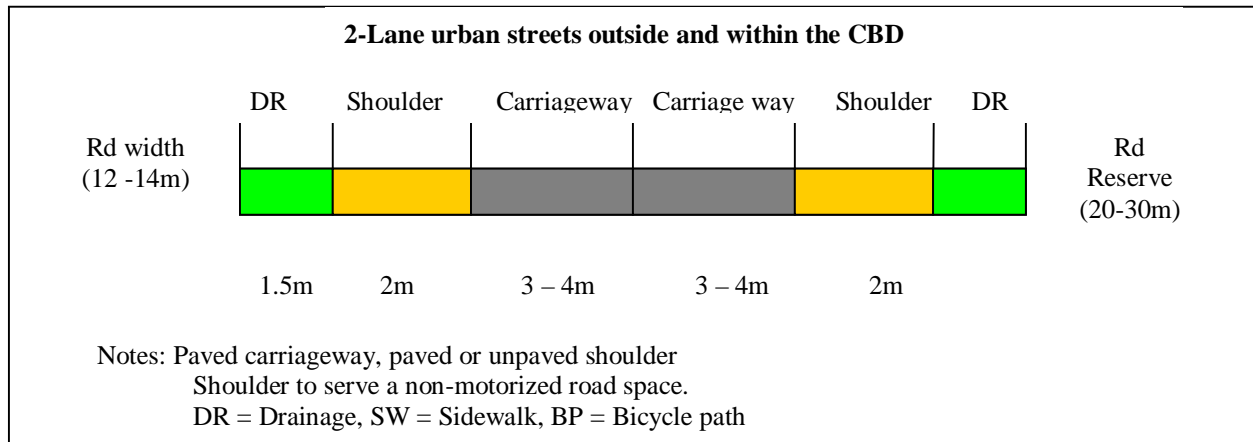 2-Lane urban streets outside and within the CBD
DR Shoulder Carriageway Carriage way Shoulder DR
Rd width
(12 -14m)
Rd
Reserve
(20-30m)
1.5m 2m 3 – 4m 3 – 4m 2m
Notes: Paved carriageway, paved or unpaved shoulder
Shoulder to serve a non-motorized road space.
DR = Drainage, SW = Sidewalk, BP = Bicycle path